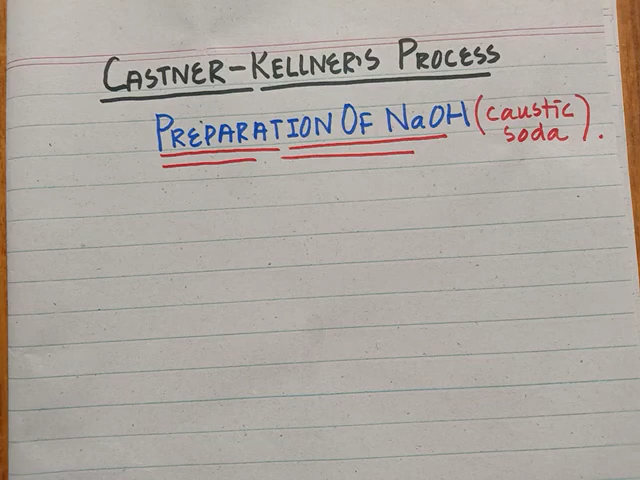 CASTNER-KELLNER'S PROCESS
PREPARATION OF NaOH (caustic
soda).